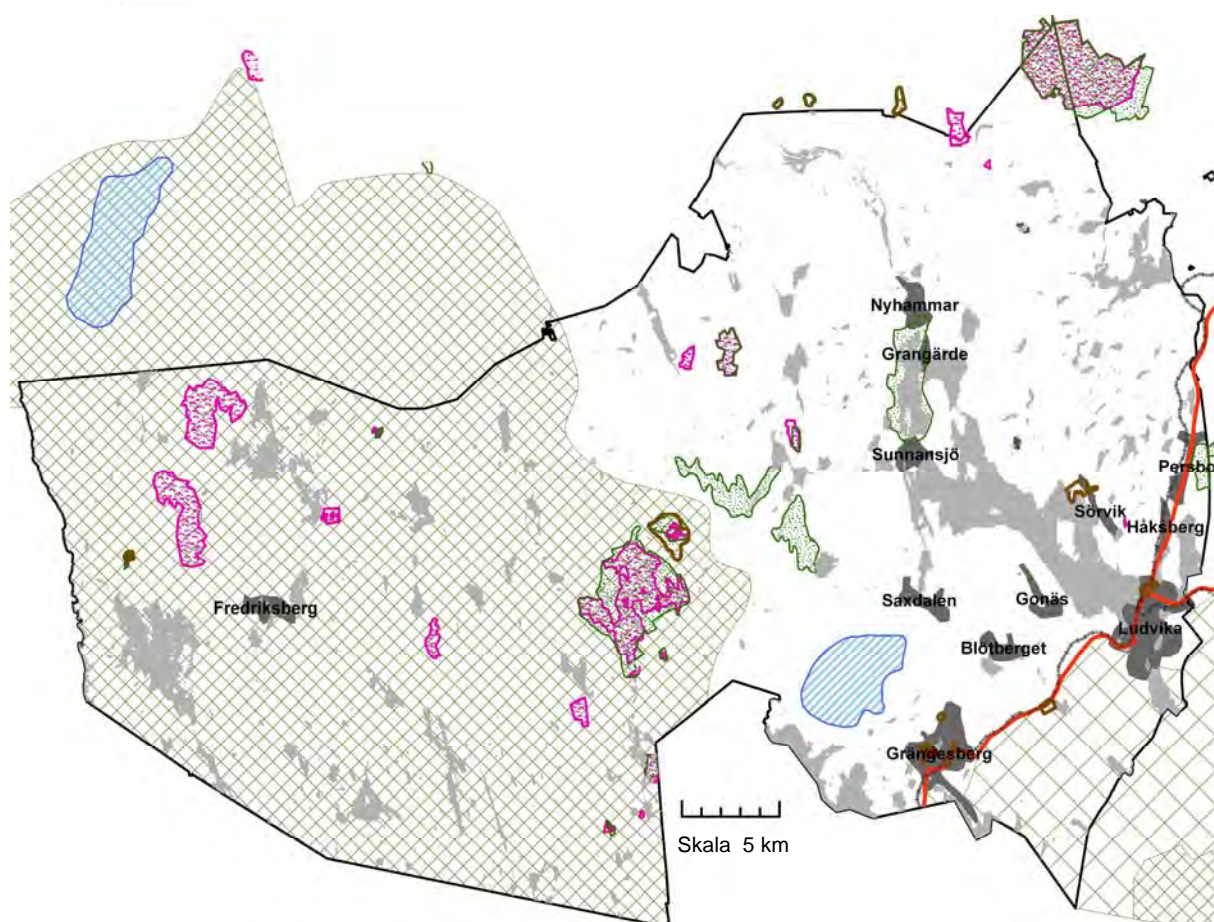 Nyhammar
Grangärde
Sunnansjö
Persbo
Sörvik
Håksberg
Fredriksberg
Saxdalen
Gonäs
Ludvika
Blötberget
Grängesberg
Skala 5 km